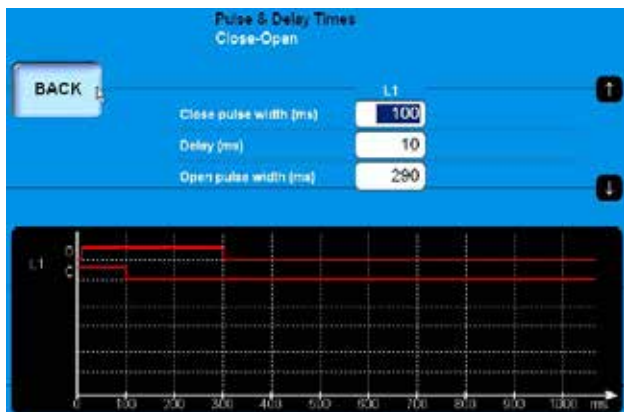 Pulse & Delay Times
Close-Open
BACK
L1
Close pulse width (ms) 100
Delay (ms) 10
Open pulse width (ms) 290
L1 O
C
0 100 200 300 400 500 600 700 800 900 1000 ms